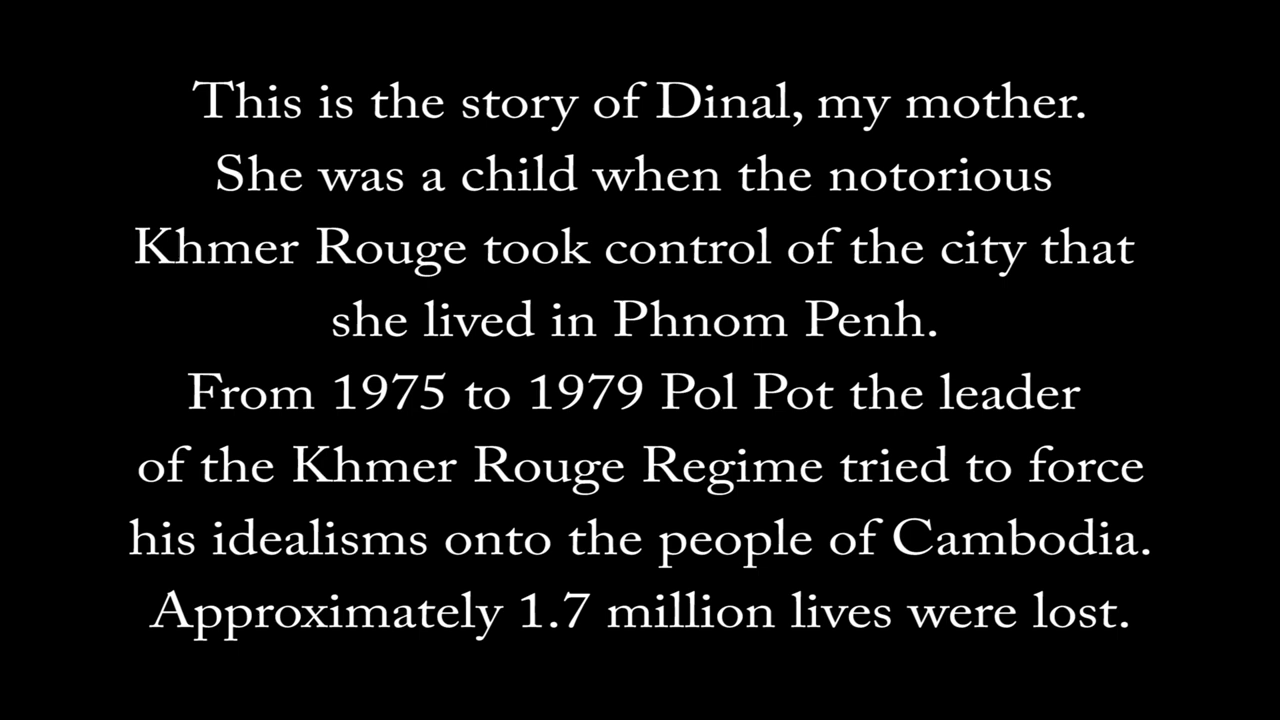 This is the story of Dinal, my mother.
She was a child when the notorious
Khmer Rouge took control of the city that
she lived in Phnom Penh.
From 1975 to 1979 Pol Pot the leader
of the Khmer Rouge Regime tried to force
his idealisms onto the people of Cambodia.
Approximately 1.7 million lives were lost.